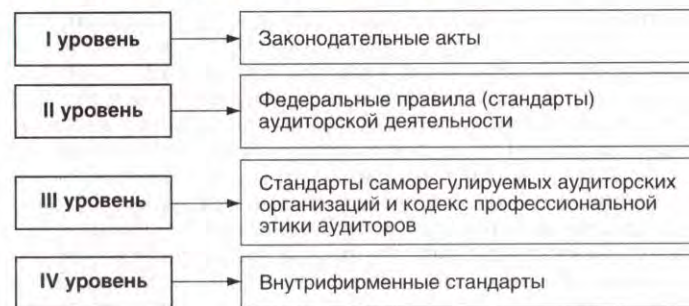 I уровень
Законодательные акты
II уровень
Федеральные правила (стандарты)
аудиторской деятельности
III уровень
Стандарты саморегулируемых аудиторских
организаций и кодекс профессиональной
этики аудиторов
IV уровень
Внутрифирменные стандарты